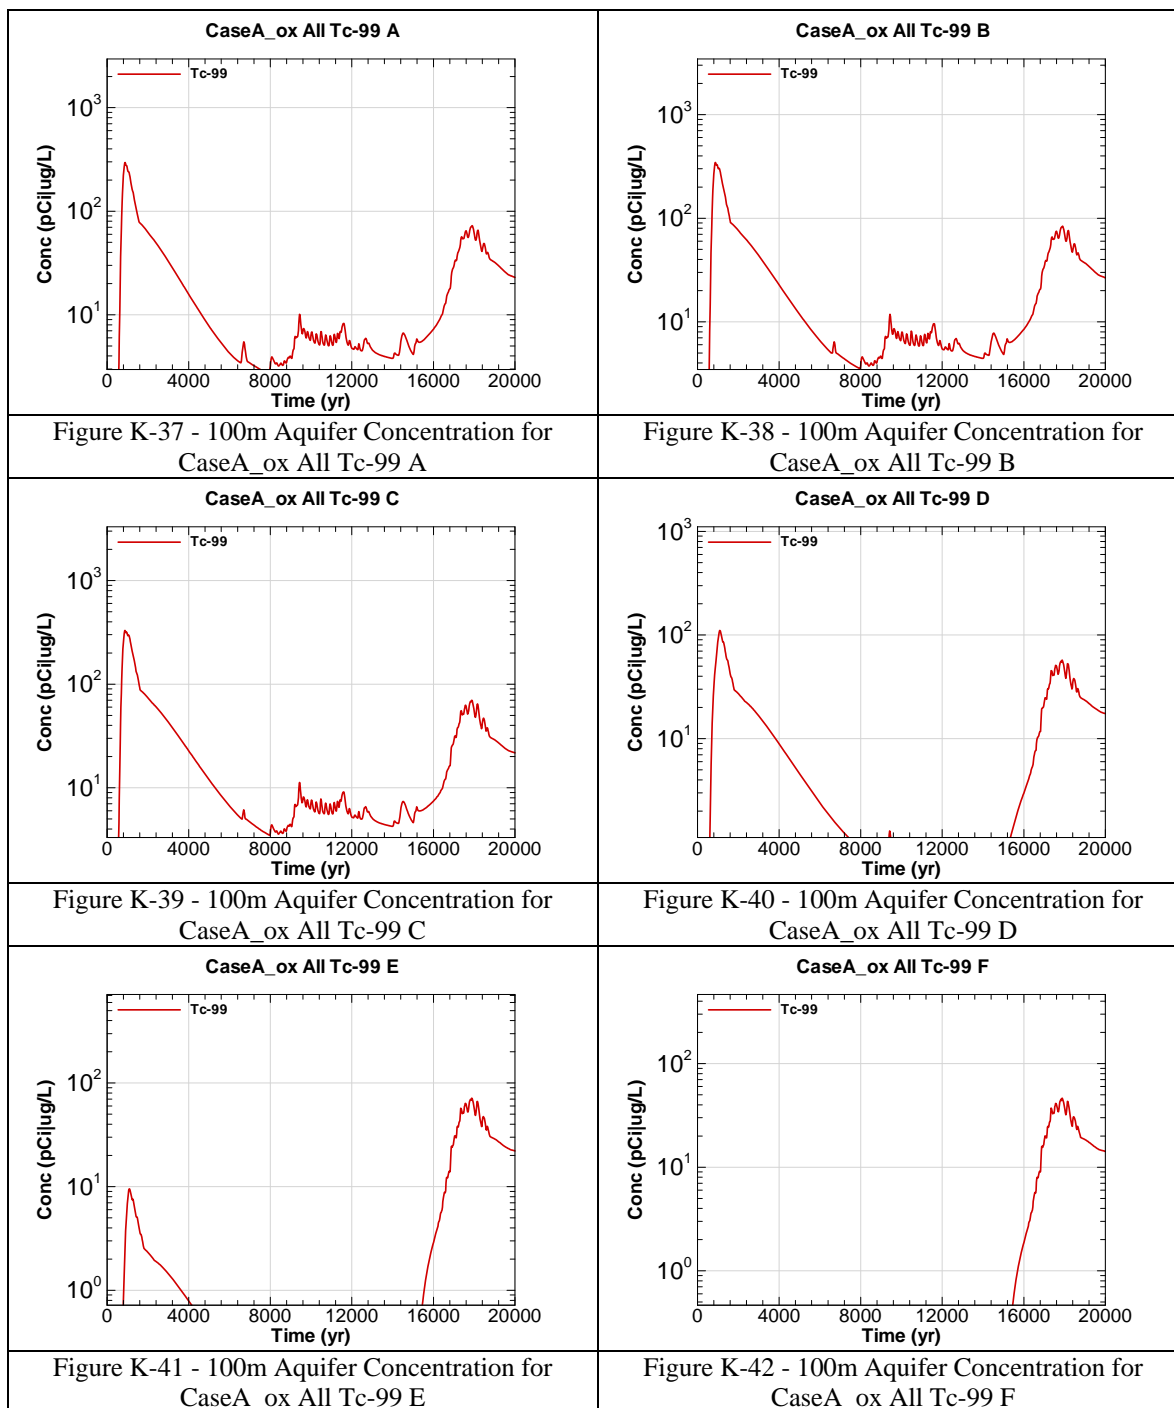 CaseA_ox All Tc-99 A
Tc-99
10³
10²
10¹
Conc (pCi|ug/L)
0 4000 8000 12000 16000 20000
Time (yr)
Figure K-37 - 100m Aquifer Concentration for
CaseA_ox All Tc-99 A
CaseA_ox All Tc-99 B
Tc-99
10³
10²
10¹
Conc (pCi|ug/L)
0 4000 8000 12000 16000 20000
Time (yr)
Figure K-38 - 100m Aquifer Concentration for
CaseA_ox All Tc-99 B
CaseA_ox All Tc-99 C
Tc-99
10³
10²
10¹
Conc (pCi|ug/L)
0 4000 8000 12000 16000 20000
Time (yr)
Figure K-39 - 100m Aquifer Concentration for
CaseA_ox All Tc-99 C
CaseA_ox All Tc-99 D
Tc-99
10³
10²
10¹
Conc (pCi|ug/L)
0 4000 8000 12000 16000 20000
Time (yr)
Figure K-40 - 100m Aquifer Concentration for
CaseA_ox All Tc-99 D
CaseA_ox All Tc-99 E
Tc-99
10²
10¹
10⁰
Conc (pCi|ug/L)
0 4000 8000 12000 16000 20000
Time (yr)
Figure K-41 - 100m Aquifer Concentration for
CaseA_ox All Tc-99 E
CaseA_ox All Tc-99 F
Tc-99
10²
10¹
10⁰
Conc (pCi|ug/L)
0 4000 8000 12000 16000 20000
Time (yr)
Figure K-42 - 100m Aquifer Concentration for
CaseA_ox All Tc-99 F